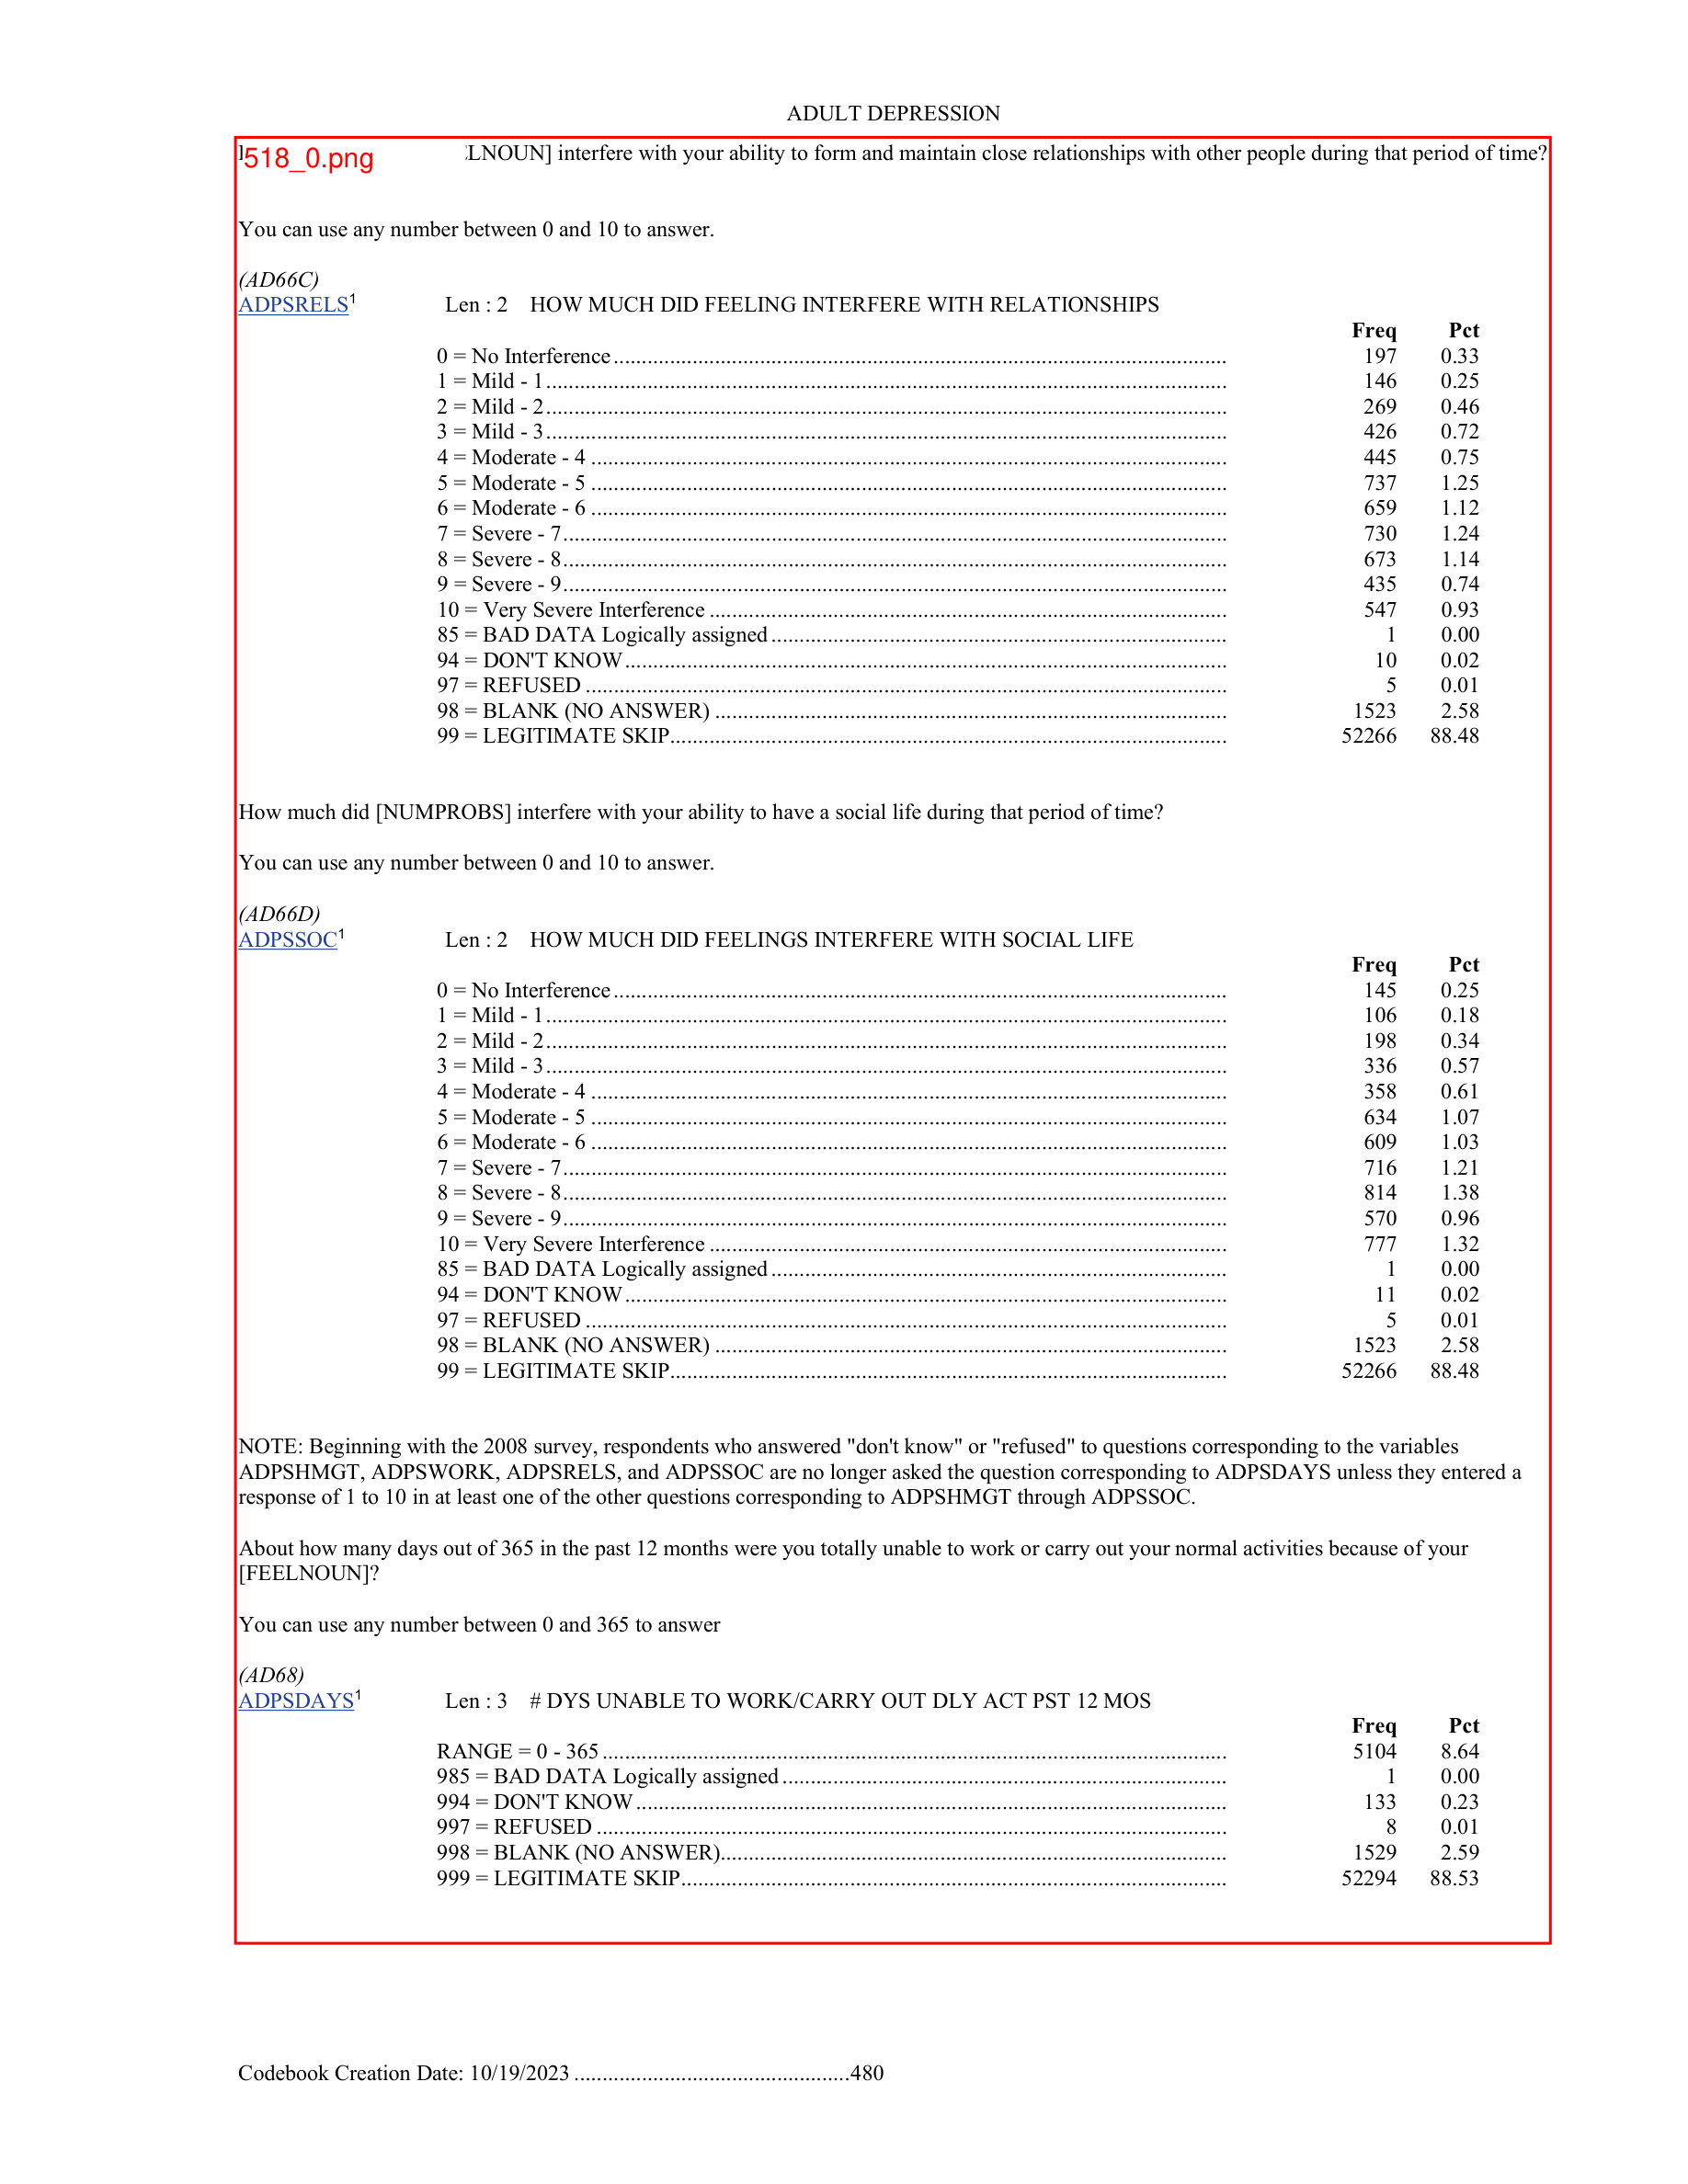 ADULT DEPRESSION
518_0.png
LNOUN] interfere with your ability to form and maintain close relationships with other people during that period of time?
You can use any number between 0 and 10 to answer.
(AD66C)
ADPSRELS¹ Len : 2 HOW MUCH DID FEELING INTERFERE WITH RELATIONSHIPS
Freq Pct
0 = No Interference 197 0.33
1 = Mild - 1 146 0.25
2 = Mild - 2 269 0.46
3 = Mild - 3 426 0.72
4 = Moderate - 4 445 0.75
5 = Moderate - 5 737 1.25
6 = Moderate - 6 659 1.12
7 = Severe - 7 730 1.24
8 = Severe - 8 673 1.14
9 = Severe - 9 435 0.74
10 = Very Severe Interference 547 0.93
85 = BAD DATA Logically assigned 1 0.00
94 = DON'T KNOW 10 0.02
97 = REFUSED 5 0.01
98 = BLANK (NO ANSWER) 1523 2.58
99 = LEGITIMATE SKIP 52266 88.48
How much did [NUMPROBS] interfere with your ability to have a social life during that period of time?
You can use any number between 0 and 10 to answer.
(AD66D)
ADPSSOC¹ Len : 2 HOW MUCH DID FEELINGS INTERFERE WITH SOCIAL LIFE
Freq Pct
0 = No Interference 145 0.25
1 = Mild - 1 106 0.18
2 = Mild - 2 198 0.34
3 = Mild - 3 336 0.57
4 = Moderate - 4 358 0.61
5 = Moderate - 5 634 1.07
6 = Moderate - 6 609 1.03
7 = Severe - 7 716 1.21
8 = Severe - 8 814 1.38
9 = Severe - 9 570 0.96
10 = Very Severe Interference 777 1.32
85 = BAD DATA Logically assigned 1 0.00
94 = DON'T KNOW 11 0.02
97 = REFUSED 5 0.01
98 = BLANK (NO ANSWER) 1523 2.58
99 = LEGITIMATE SKIP 52266 88.48
NOTE: Beginning with the 2008 survey, respondents who answered "don't know" or "refused" to questions corresponding to the variables
ADPSHMGT, ADPSWORK, ADPSRELS, and ADPSSOC are no longer asked the question corresponding to ADPSDAYS unless they entered a
response of 1 to 10 in at least one of the other questions corresponding to ADPSHMGT through ADPSSOC.
About how many days out of 365 in the past 12 months were you totally unable to work or carry out your normal activities because of your
[FEELNOUN]?
You can use any number between 0 and 365 to answer
(AD68)
ADPSDAYS¹ Len : 3 # DYS UNABLE TO WORK/CARRY OUT DLY ACT PST 12 MOS
Freq Pct
RANGE = 0 - 365 5104 8.64
985 = BAD DATA Logically assigned 1 0.00
994 = DON'T KNOW 133 0.23
997 = REFUSED 8 0.01
998 = BLANK (NO ANSWER) 1529 2.59
999 = LEGITIMATE SKIP 52294 88.53
Codebook Creation Date: 10/19/2023 480